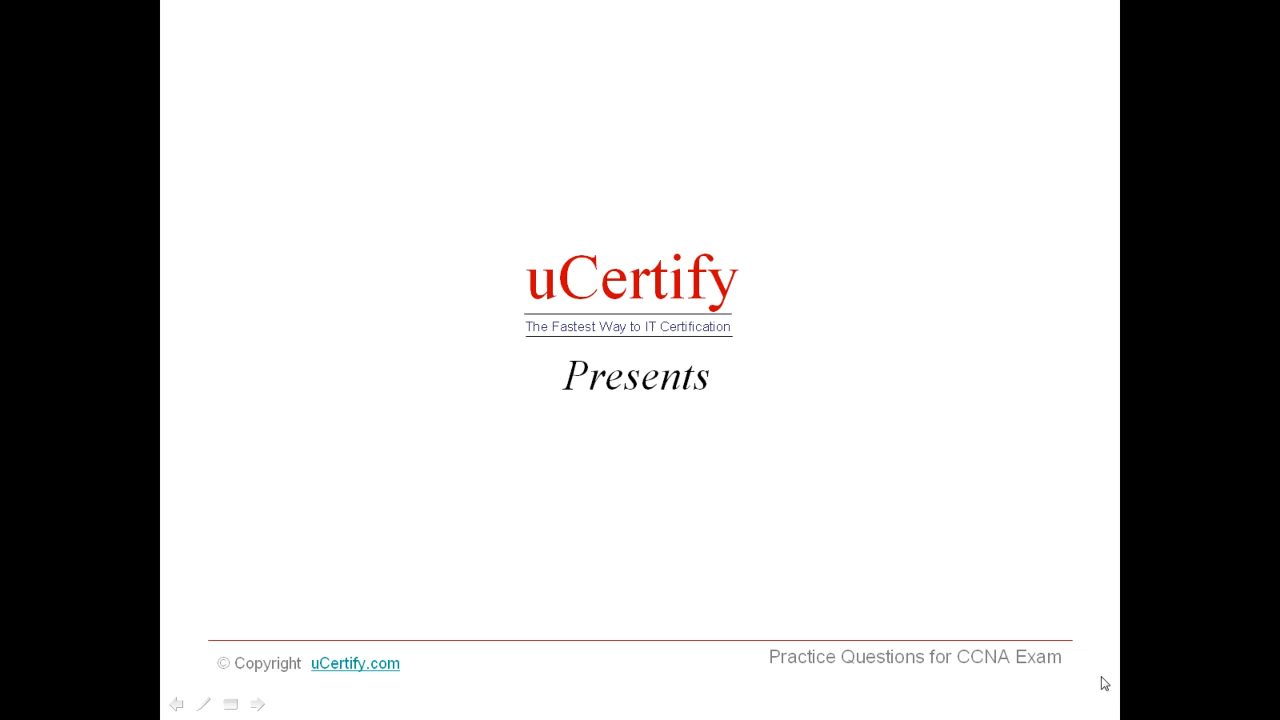 uCertify
The Fastest Way to IT Certification
Presents
© Copyright uCertify.com
Practice Questions for CCNA Exam